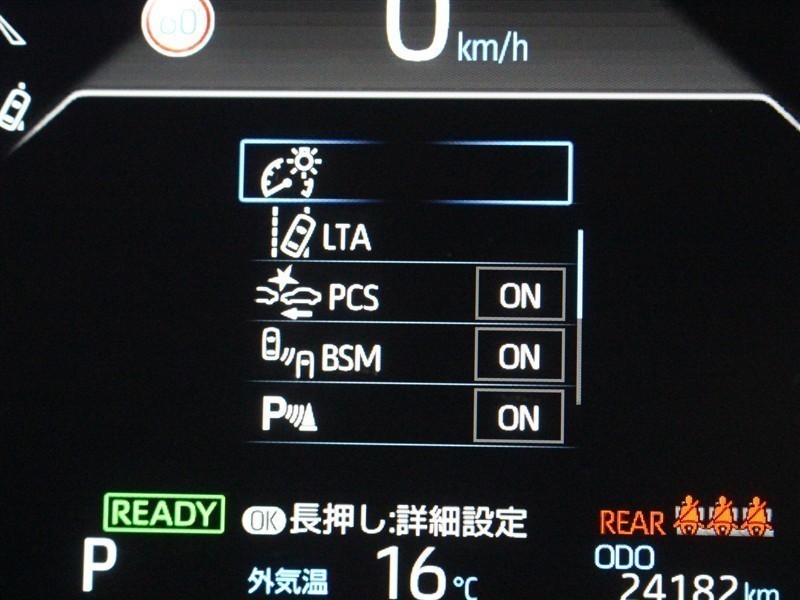 0 km/h
LTA
PCS ON
BSM ON
P ON
READY OK 長押し:詳細設定 REAR
P 外気温 16℃ ODO 24182km